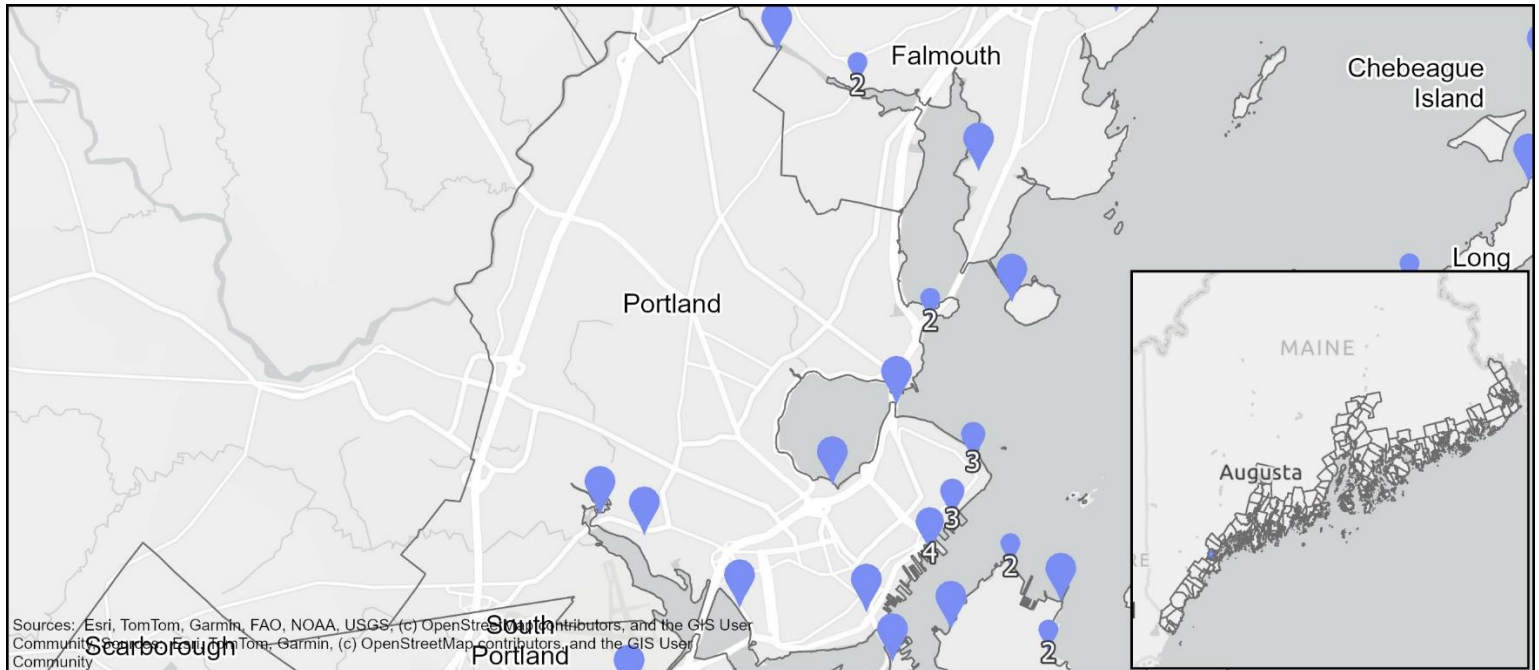 Falmouth
2
Chebeague
Island
Long
Portland
2
MAINE
Augusta
RE
3
3
4
2
2
Sources: Esri, TomTom, Garmin, FAO, NOAA, USGS, (c) OpenStreetMap contributors, and the GIS User
Community, Sources: Esri, TomTom, Garmin, (c) OpenStreetMap contributors, and the GIS User
Community
South
Portland
Scarborough